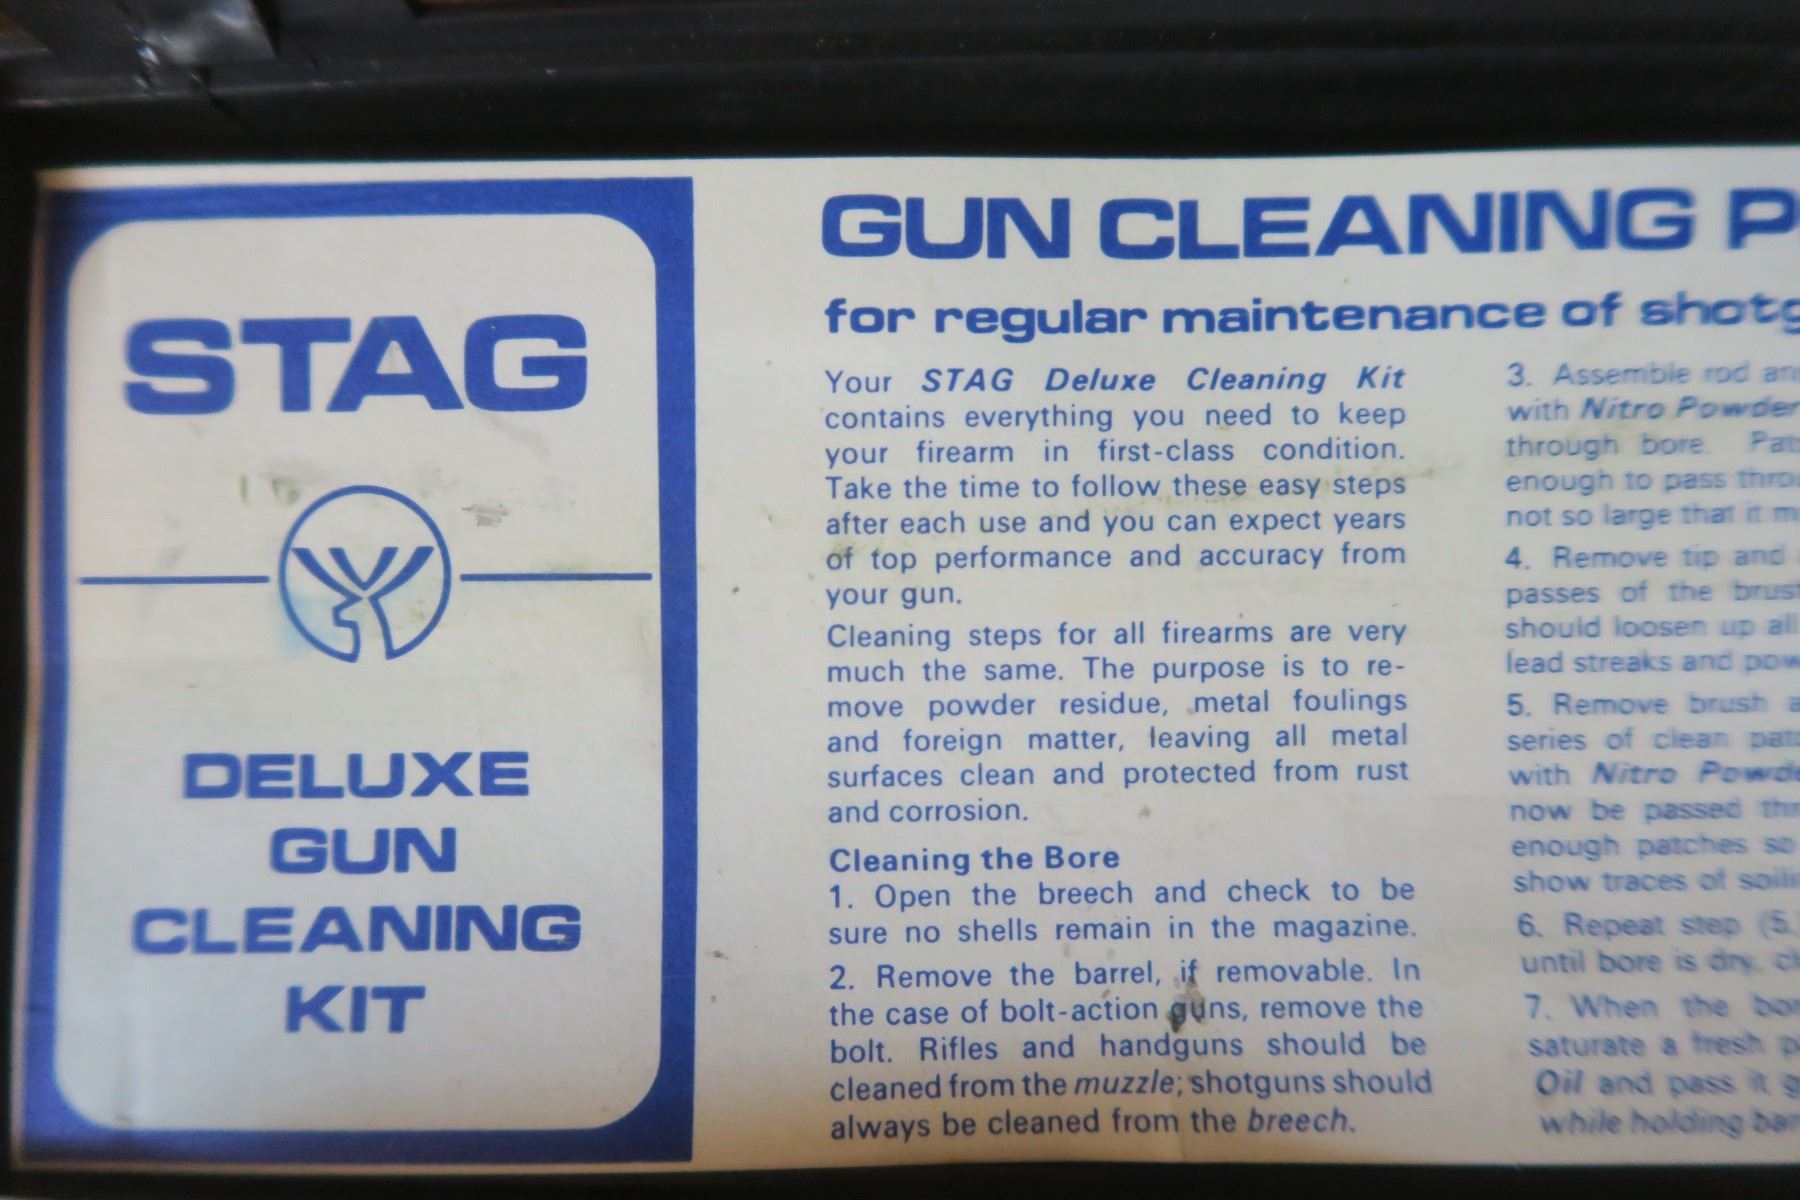 STAG
DELUXE
GUN
CLEANING
KIT
GUN CLEANING
for regular maintenance of
Your STAG Deluxe Cleaning Kit
contains everything you need to keep
your firearm in first-class condition.
Take the time to follow these easy steps
after each use and you can expect years
of top performance and accuracy from
your gun.
Cleaning steps for all firearms are very
much the same. The purpose is to re-
move powder residue, metal foulings
and foreign matter, leaving all metal
surfaces clean and protected from rust
and corrosion.
Cleaning the Bore
1. Open the breech and check to be
sure no shells remain in the magazine.
2. Remove the barrel, if removable. In
the case of bolt-action guns, remove the
bolt. Rifles and handguns should be
cleaned from the muzzle; shotguns should
always be cleaned from the breech.
3. Assemble rod
with Nitro Powder
through bore.
enough to pass
not so large that it
4. Remove tip and
passes of the
should loosen up all
lead streaks and
5. Remove brush
series of clean
with Nitro
now be passed
enough patches so
show traces of
6. Repeat step (5.
until bore is dry,
7. When the
saturate a fresh
Oil and pass it
while holding